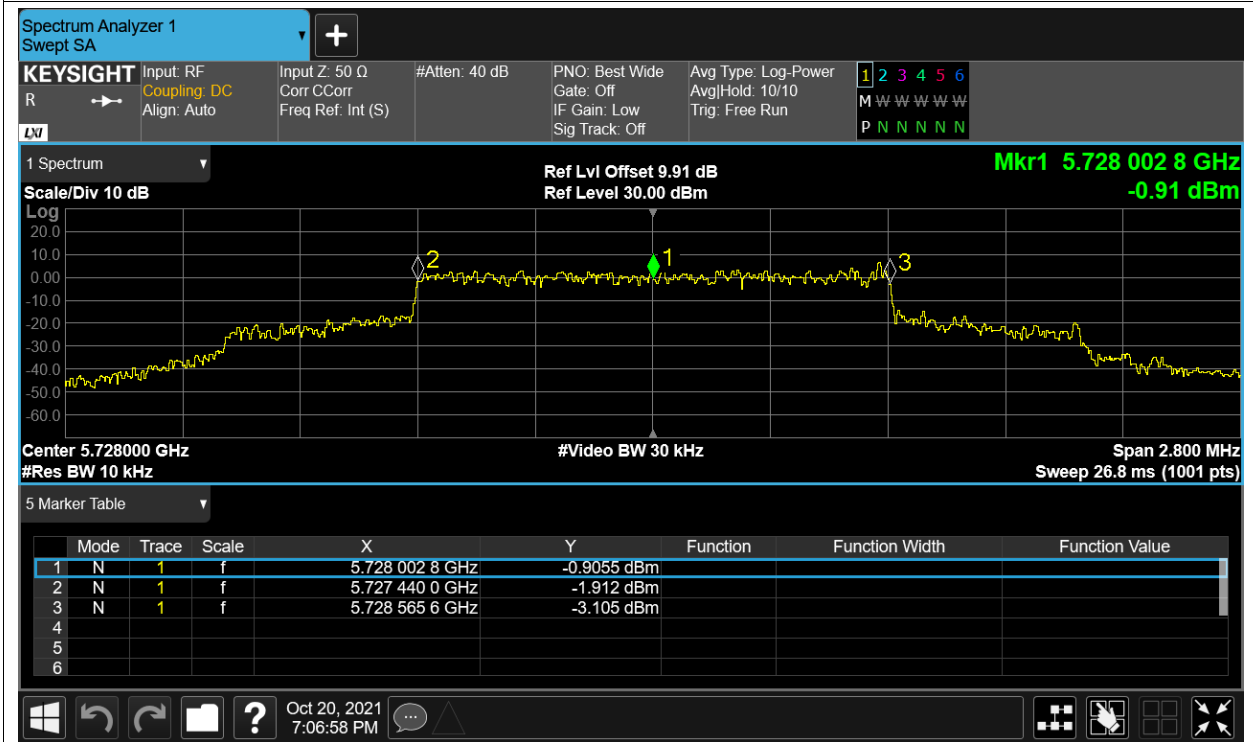 Spectrum Analyzer 1
Swept SA
KEYSIGHT Input: RF Input Z: 50 Ω #Atten: 40 dB PNO: Best Wide Avg Type: Log-Power 1 2 3 4 5 6
R Coupling: DC Corr CCorr Gate: Off Avg|Hold: 10/10 M W W W W W
Align: Auto Freq Ref: Int (S) IF Gain: Low Trig: Free Run
LXI Sig Track: Off P N N N N N
1 Spectrum Ref Lvl Offset 9.91 dB Mkr1 5.728 002 8 GHz
Scale/Div 10 dB Ref Level 30.00 dBm -0.91 dBm
Log
20.0
10.0 2 1 3
0.00
-10.0
-20.0
-30.0
-40.0
-50.0
-60.0
Center 5.728000 GHz #Video BW 30 kHz Span 2.800 MHz
#Res BW 10 kHz Sweep 26.8 ms (1001 pts)
5 Marker Table
Mode Trace Scale X Y Function Function Width Function Value
1 N 1 f 5.728 002 8 GHz -0.9055 dBm
2 N 1 f 5.727 440 0 GHz -1.912 dBm
3 N 1 f 5.728 565 6 GHz -3.105 dBm
4
5
6
? Oct 20, 2021
7:06:58 PM